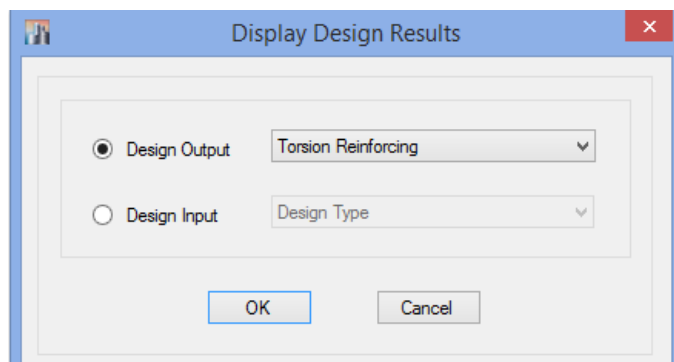 Display Design Results
Design Output Torsion Reinforcing
Design Input Design Type
OK Cancel